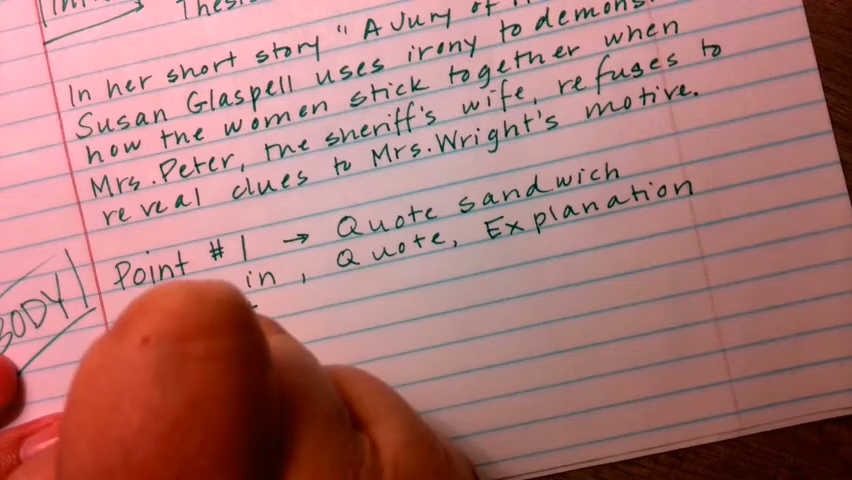 Thesis
In her short story "A Jury of
Susan Glaspell uses irony to demons
how the women stick together when
Mrs. Peter, the sheriff's wife, refuses to
reveal clues to Mrs. Wright's motive.
BODY Point #1 → Quote sandwich
in, Quote, Explanation